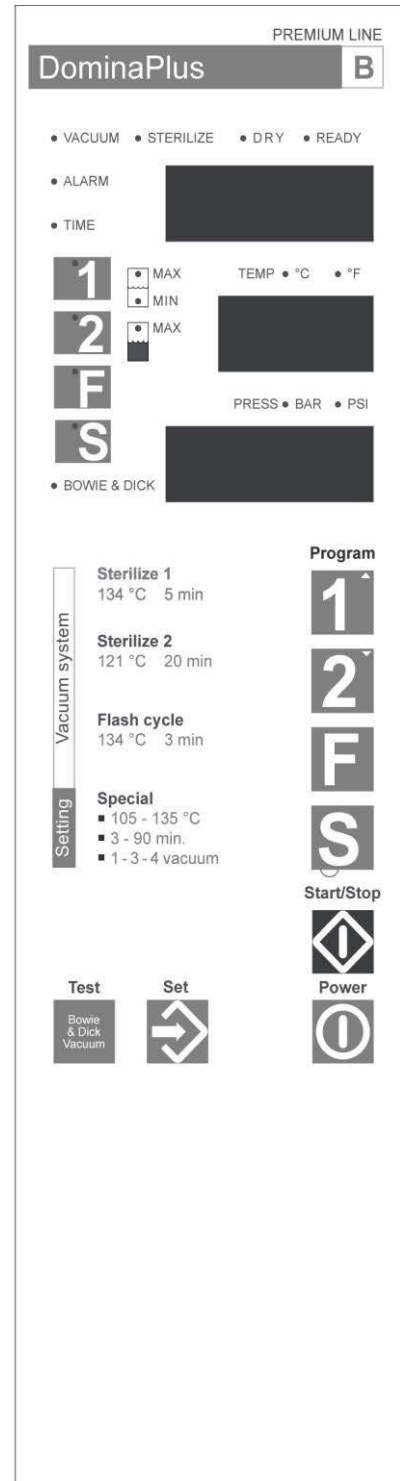 PREMIUM LINE
DominaPlus B
VACUUM STERILIZE DRY READY
ALARM
TIME
1
MAX
MIN
TEMP °C °F
2
MAX
F
PRESS BAR PSI
S
BOWIE & DICK
Program
Vacuum system
Sterilize 1
134 °C 5 min
1
Sterilize 2
121 °C 20 min
2
Flash cycle
134 °C 3 min
F
Setting
Special
▪ 105 - 135 °C
▪ 3 - 90 min.
▪ 1 - 3 - 4 vacuum
S
Start/Stop
Test Set Power
Bowie
& Dick
Vacuum